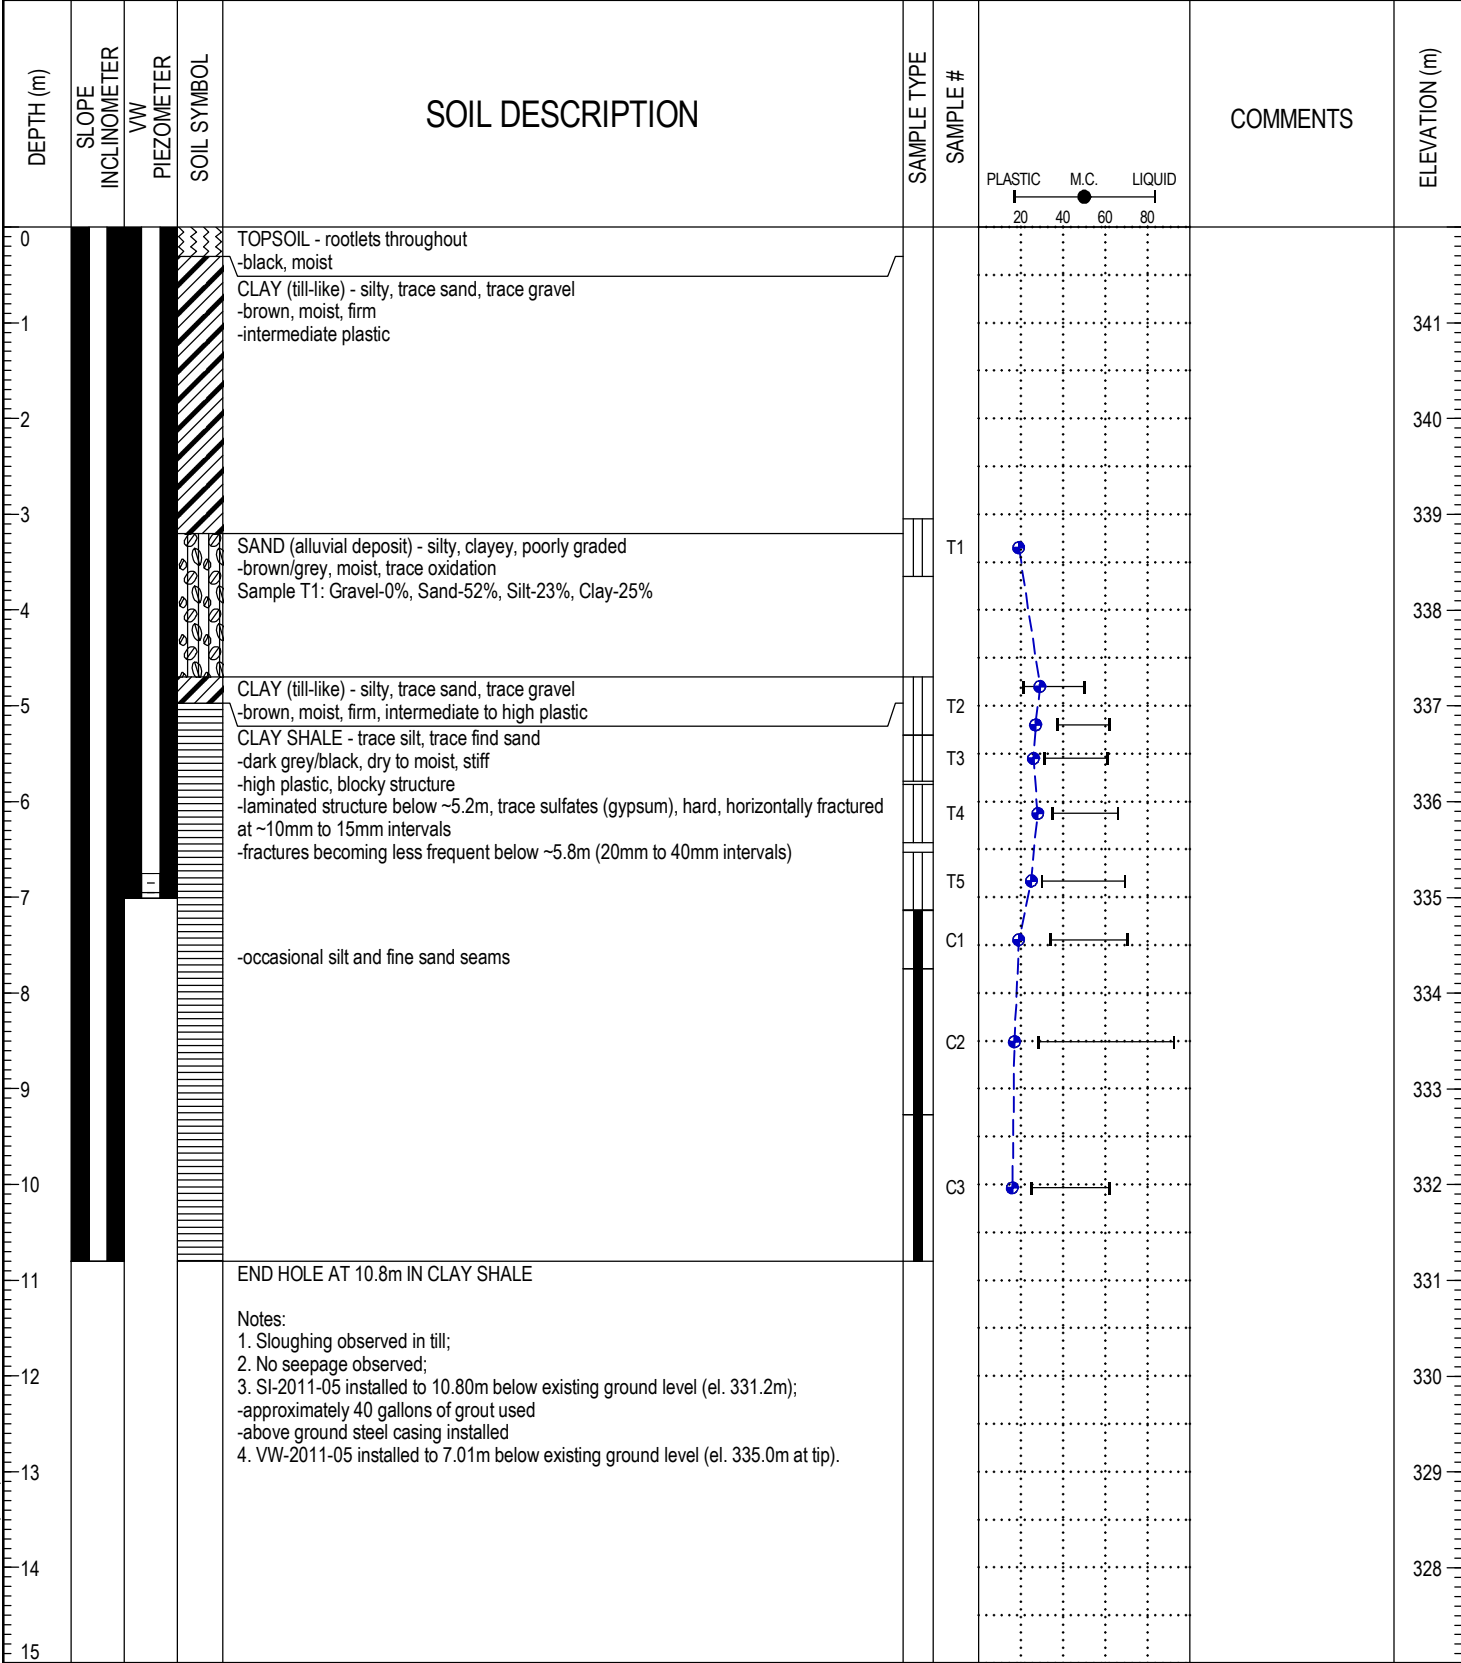 DEPTH (m)
SLOPE
INCLINOMETER
VW
PIEZOMETER
SOIL SYMBOL
SOIL DESCRIPTION
SAMPLE TYPE
SAMPLE #
PLASTIC M.C. LIQUID
20 40 60 80
COMMENTS
ELEVATION (m)
0
TOPSOIL - rootlets throughout
-black, moist
CLAY (till-like) - silty, trace sand, trace gravel
-brown, moist, firm
1
341
-intermediate plastic
2
340
3
339
SAND (alluvial deposit) - silty, clayey, poorly graded
T1
-brown/grey, moist, trace oxidation
Sample T1: Gravel-0%, Sand-52%, Silt-23%, Clay-25%
4
338
CLAY (till-like) - silty, trace sand, trace gravel
5
T2
337
-brown, moist, firm, intermediate to high plastic
CLAY SHALE - trace silt, trace find sand
-dark grey/black, dry to moist, stiff
T3
-high plastic, blocky structure
6
336
-laminated structure below ~5.2m, trace sulfates (gypsum), hard, horizontally fractured
T4
at ~10mm to 15mm intervals
-fractures becoming less frequent below ~5.8m (20mm to 40mm intervals)
T5
7
335
C1
-occasional silt and fine sand seams
8
334
C2
9
333
10
332
C3
END HOLE AT 10.8m IN CLAY SHALE
11
331
Notes:
1. Sloughing observed in till;
2. No seepage observed;
12
330
3. SI-2011-05 installed to 10.80m below existing ground level (el. 331.2m);
-approximately 40 gallons of grout used
-above ground steel casing installed
4. VW-2011-05 installed to 7.01m below existing ground level (el. 335.0m at tip).
13
329
14
328
15